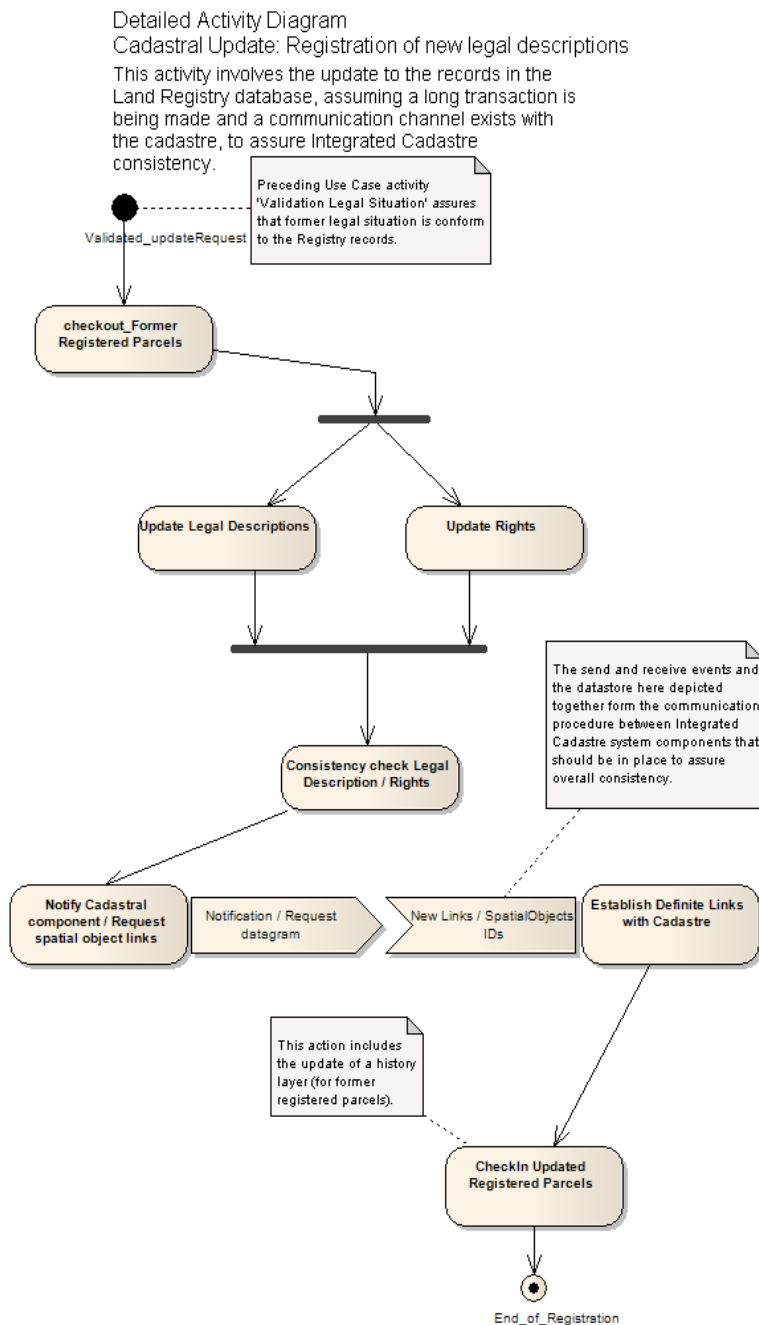 Detailed Activity Diagram
Cadastral Update: Registration of new legal descriptions
This activity involves the update to the records in the
Land Registry database, assuming a long transaction is
being made and a communication channel exists with
the cadastre, to assure Integrated Cadastre
consistency.
Preceding Use Case activity
'Validation Legal Situation' assures
that former legal situation is conform
to the Registry records.
Validated_updateRequest
checkout_Former
Registered Parcels
Update Legal Descriptions
Update Rights
The send and receive events and
the datastore here depicted
together form the communication
procedure between Integrated
Cadastre system components that
should be in place to assure
overall consistency.
Consistency check Legal
Description / Rights
Notify Cadastral
component / Request
spatial object links
Notification / Request
datagram
New Links / SpatialObjects
IDs
Establish Definite Links
with Cadastre
This action includes
the update of a history
layer (for former
registered parcels).
CheckIn Updated
Registered Parcels
End_of_Registration